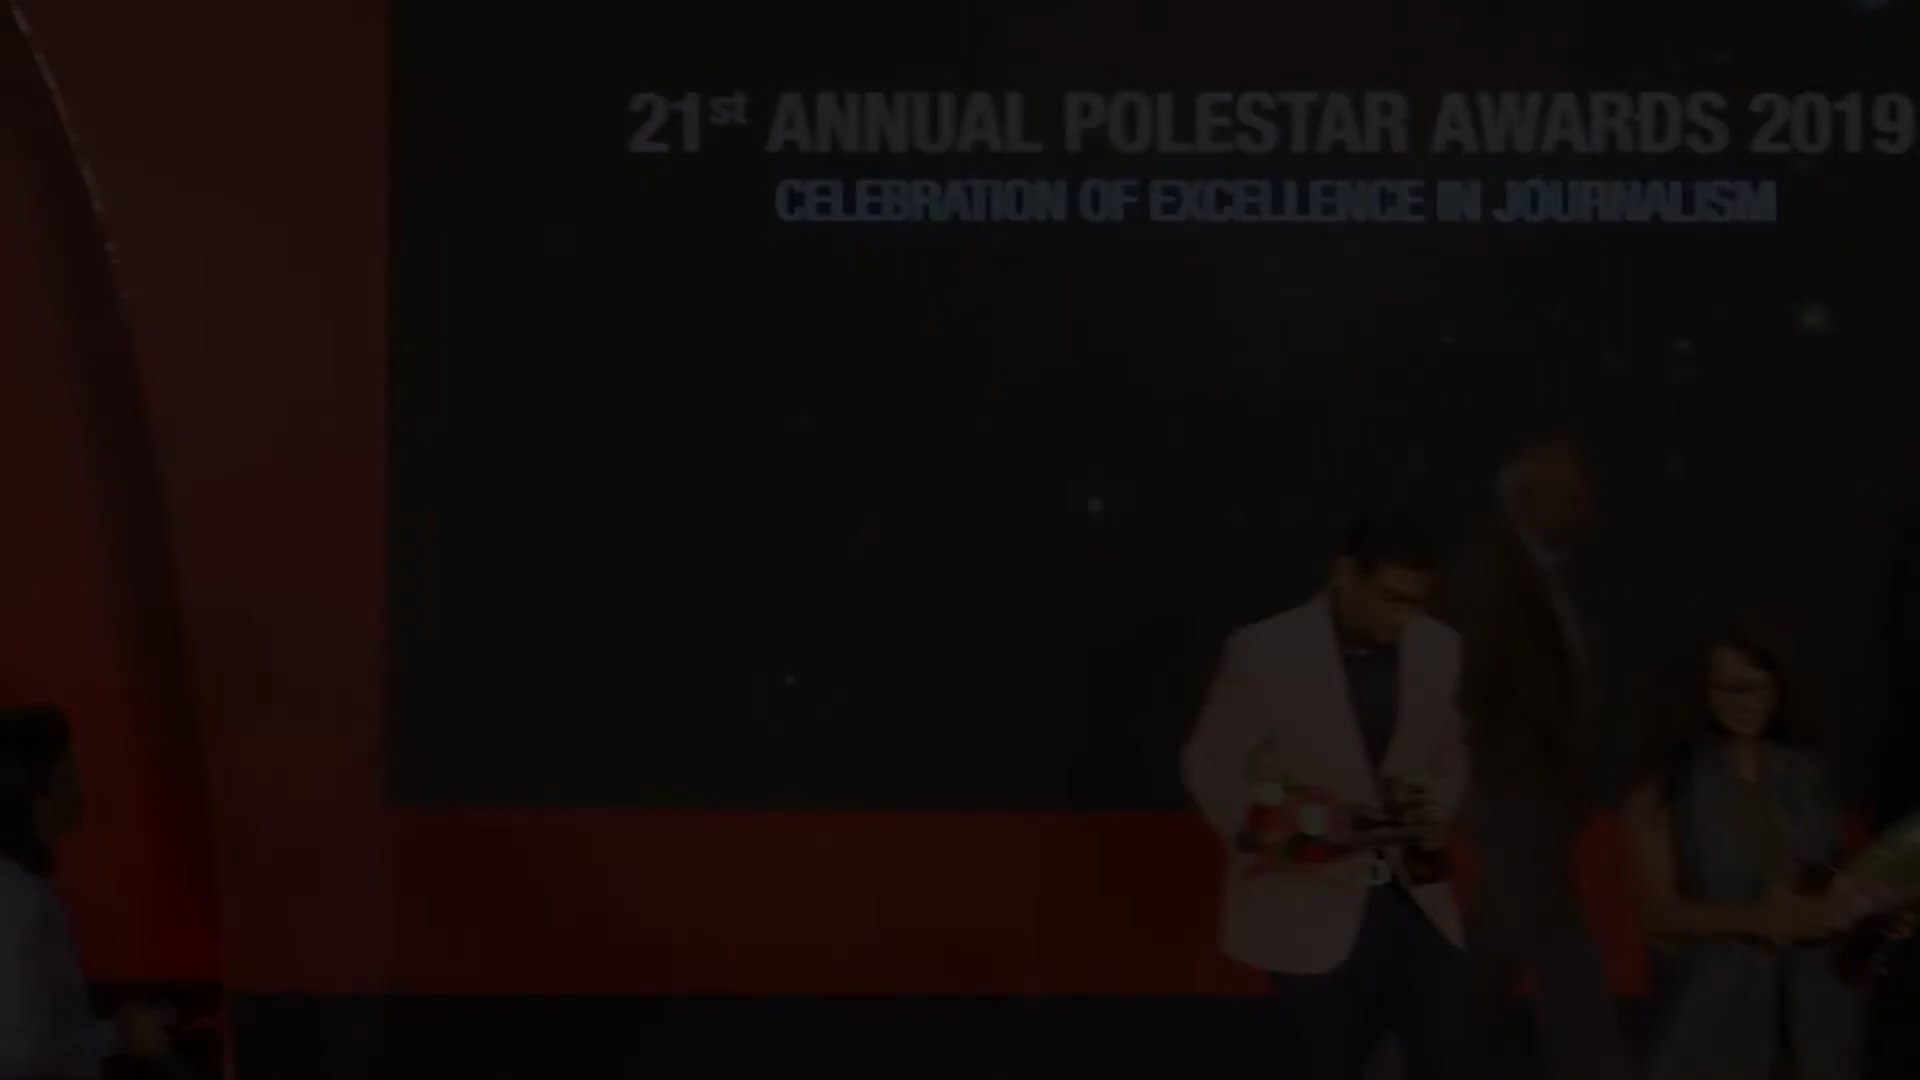 21st ANNUAL POLESTAR AWARDS 2019
CELEBRATION OF EXCELLENCE IN JOURNALISM